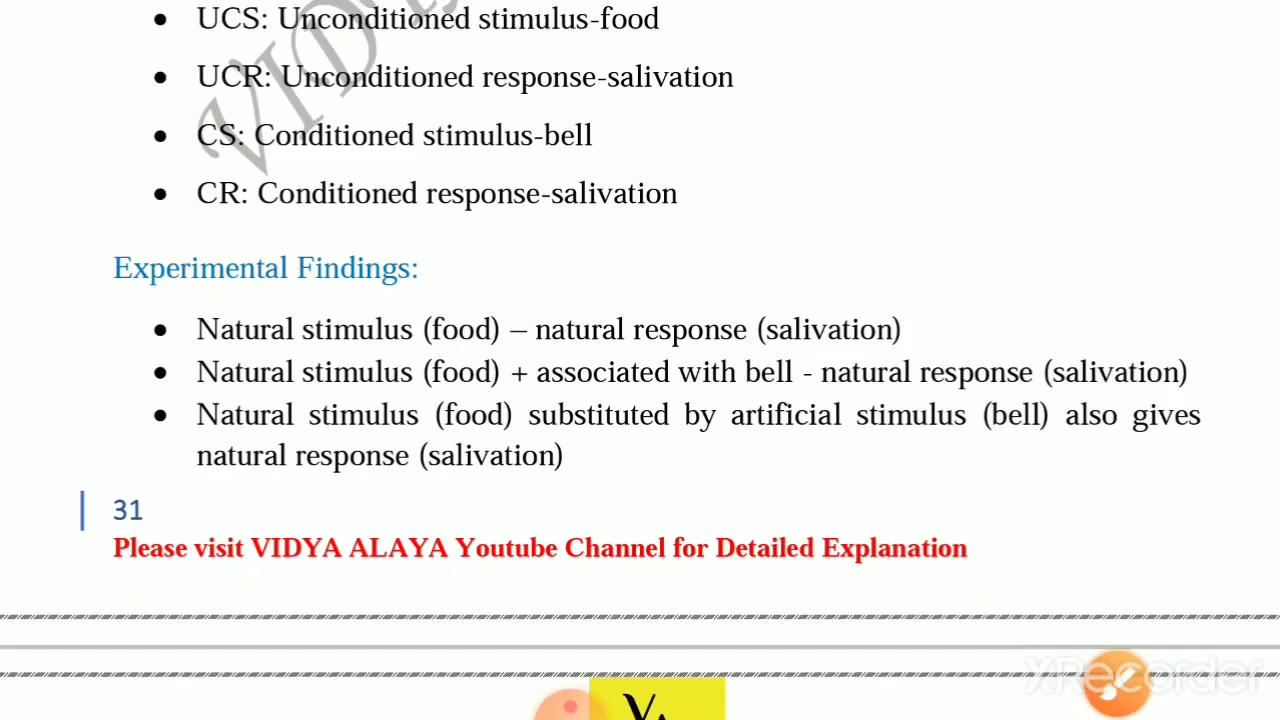 • UCS: Unconditioned stimulus-food
• UCR: Unconditioned response-salivation
• CS: Conditioned stimulus-bell
• CR: Conditioned response-salivation
Experimental Findings:
• Natural stimulus (food) – natural response (salivation)
• Natural stimulus (food) + associated with bell - natural response (salivation)
• Natural stimulus (food) substituted by artificial stimulus (bell) also gives
natural response (salivation)
31
Please visit VIDYA ALAYA Youtube Channel for Detailed Explanation
XRecorder